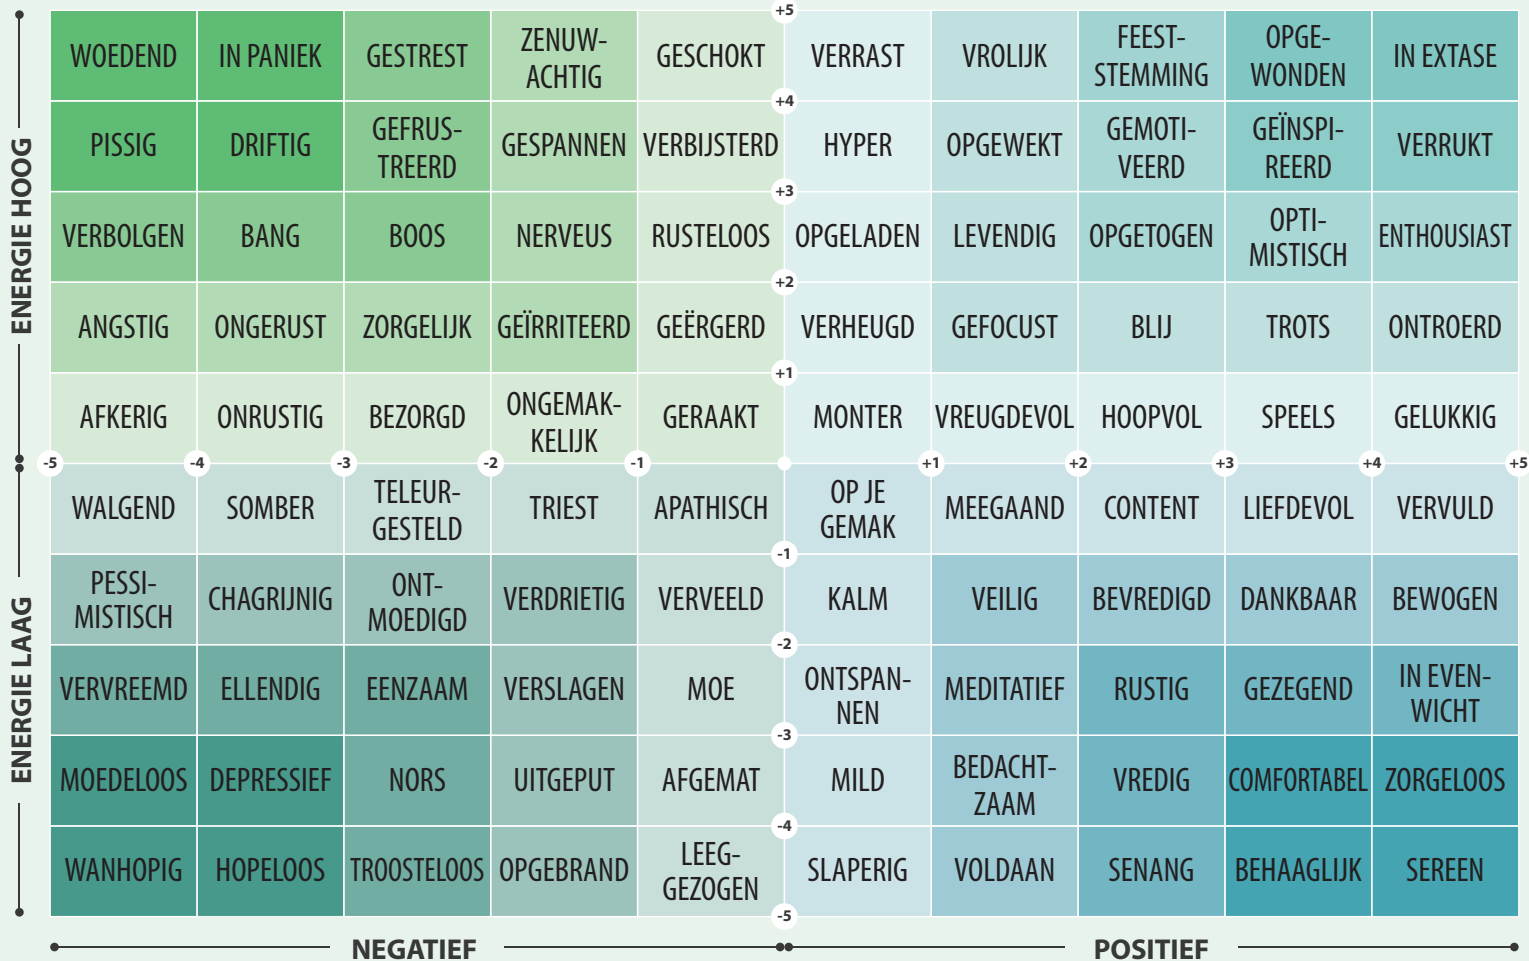 +5
WOEDEND
IN PANIEK
GESTREST
ZENUW-
ACHTIG
GESCHOKT
VERRAST
VROLIJK
FEEST-
STEMMING
OPGE-
WONDEN
IN EXTASE
+4
PISSIG
DRIFTIG
GEFRUS-
TREERD
GESPANNEN
VERBIJSTERD
HYPER
OPGEWEKT
GEMOTI-
VEERD
GEÏNSPI-
REERD
VERRUKT
+3
VERBOLGEN
BANG
BOOS
NERVEUS
RUSTELOOS
OPGELADEN
LEVENDIG
OPGETOGEN
OPTI-
MISTISCH
ENTHOUSIAST
+2
ANGSTIG
ONGERUST
ZORGELIJK
GEÏRRITEERD
GEËRGERD
VERHEUGD
GEFOCUST
BLIJ
TROTS
ONTROERD
+1
AFKERIG
ONRUSTIG
BEZORGD
ONGEMAK-
KELIJK
GERAAKT
MONTER
VREUGDEVOL
HOOPVOL
SPEELS
GELUKKIG
-5
-4
-3
-2
-1
+1
+2
+3
+4
+5
WALGEND
SOMBER
TELEUR-
GESTELD
TRIEST
APATHISCH
OP JE
GEMAK
MEEGAAND
CONTENT
LIEFDEVOL
VERVULD
-1
PESSI-
MISTISCH
CHAGRIJNIG
ONT-
MOEDIGD
VERDRIETIG
VERVEELD
KALM
VEILIG
BEVREDIGD
DANKBAAR
BEWOGEN
-2
VERVREEMD
ELLENDIG
EENZAAM
VERSLAGEN
MOE
ONTSPAN-
NEN
MEDITATIEF
RUSTIG
GEZEGEND
IN EVEN-
WICHT
-3
MOEDELOOS
DEPRESSIEF
NORS
UITGEPUT
AFGEMAT
MILD
BEDACHT-
ZAAM
VREDIG
COMFORTABEL
ZORGELOOS
-4
WANHOPIG
HOPELOOS
TROOSTELOOS
OPGEBRAND
LEEG-
GEZOGEN
SLAPERIG
VOLDAAN
SENANG
BEHAAGLIJK
SEREEN
-5
ENERGIE HOOG
ENERGIE LAAG
NEGATIEF
POSITIEF